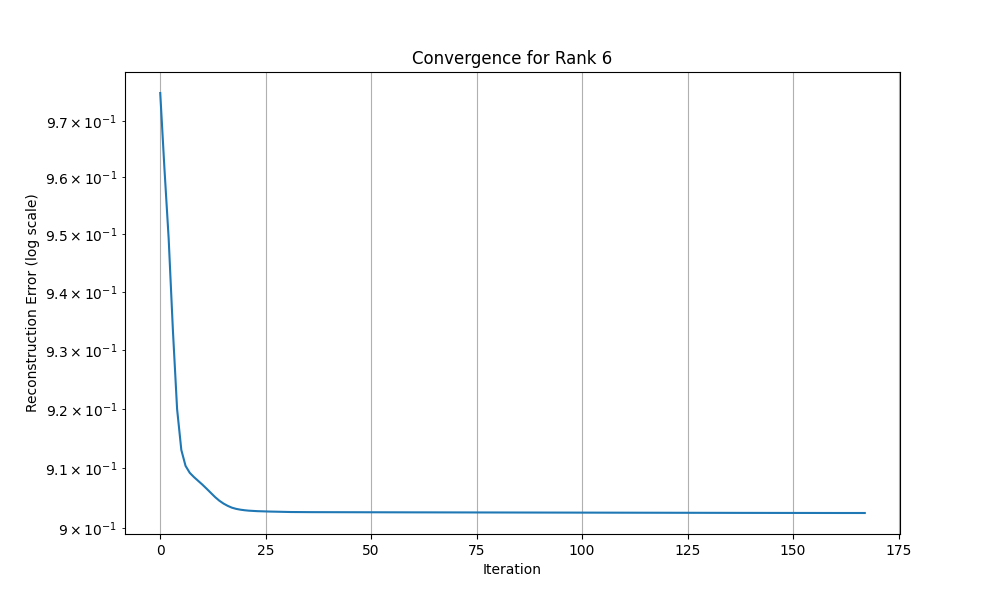 Convergence for Rank 6
Reconstruction Error (log scale)
9.7 × 10⁻¹
9.6 × 10⁻¹
9.5 × 10⁻¹
9.4 × 10⁻¹
9.3 × 10⁻¹
9.2 × 10⁻¹
9.1 × 10⁻¹
9 × 10⁻¹
0 25 50 75 100 125 150 175
Iteration